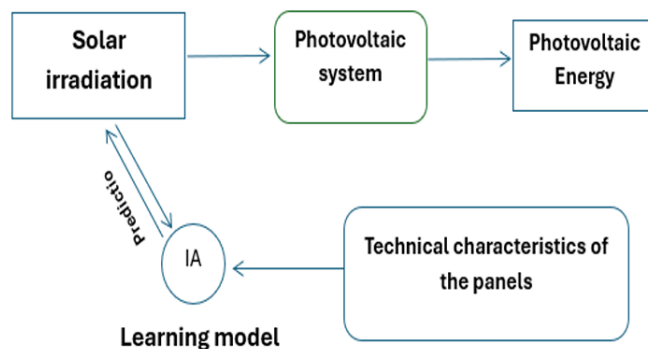 Solar
irradiation
Photovoltaic
system
Photovoltaic
Energy
Predictio
IA
Technical characteristics of
the panels
Learning model